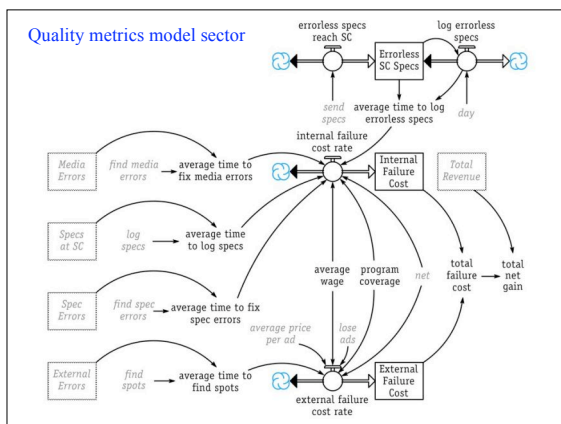 Quality metrics model sector
errorless specs
reach SC
log errorless
specs
Errorless
SC Specs
send
specs
average time to log
errorless specs
day
internal failure
cost rate
Media
Errors
find media
errors
average time to
fix media errors
Internal
Failure
Cost
Total
Revenue
Specs
at SC
log
specs
average time
to log specs
average
wage
program
coverage
net
total
failure
cost
total
net
gain
Spec
Errors
find spec
errors
average time to fix
spec errors
average price
per ad
lose
ads
External
Errors
find
spots
average time to
find spots
External
Failure
Cost
external failure
cost rate